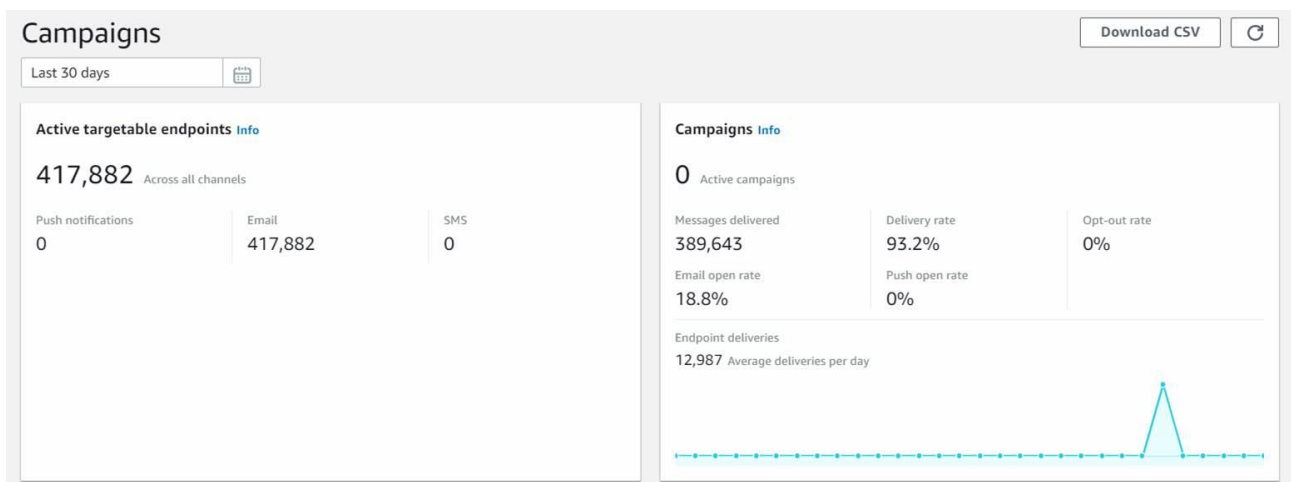 Campaigns
Download CSV
Last 30 days
Active targetable endpoints Info
417,882 Across all channels
Push notifications Email SMS
0 417,882 0
Campaigns Info
0 Active campaigns
Messages delivered Delivery rate Opt-out rate
389,643 93.2% 0%
Email open rate Push open rate
18.8% 0%
Endpoint deliveries
12,987 Average deliveries per day